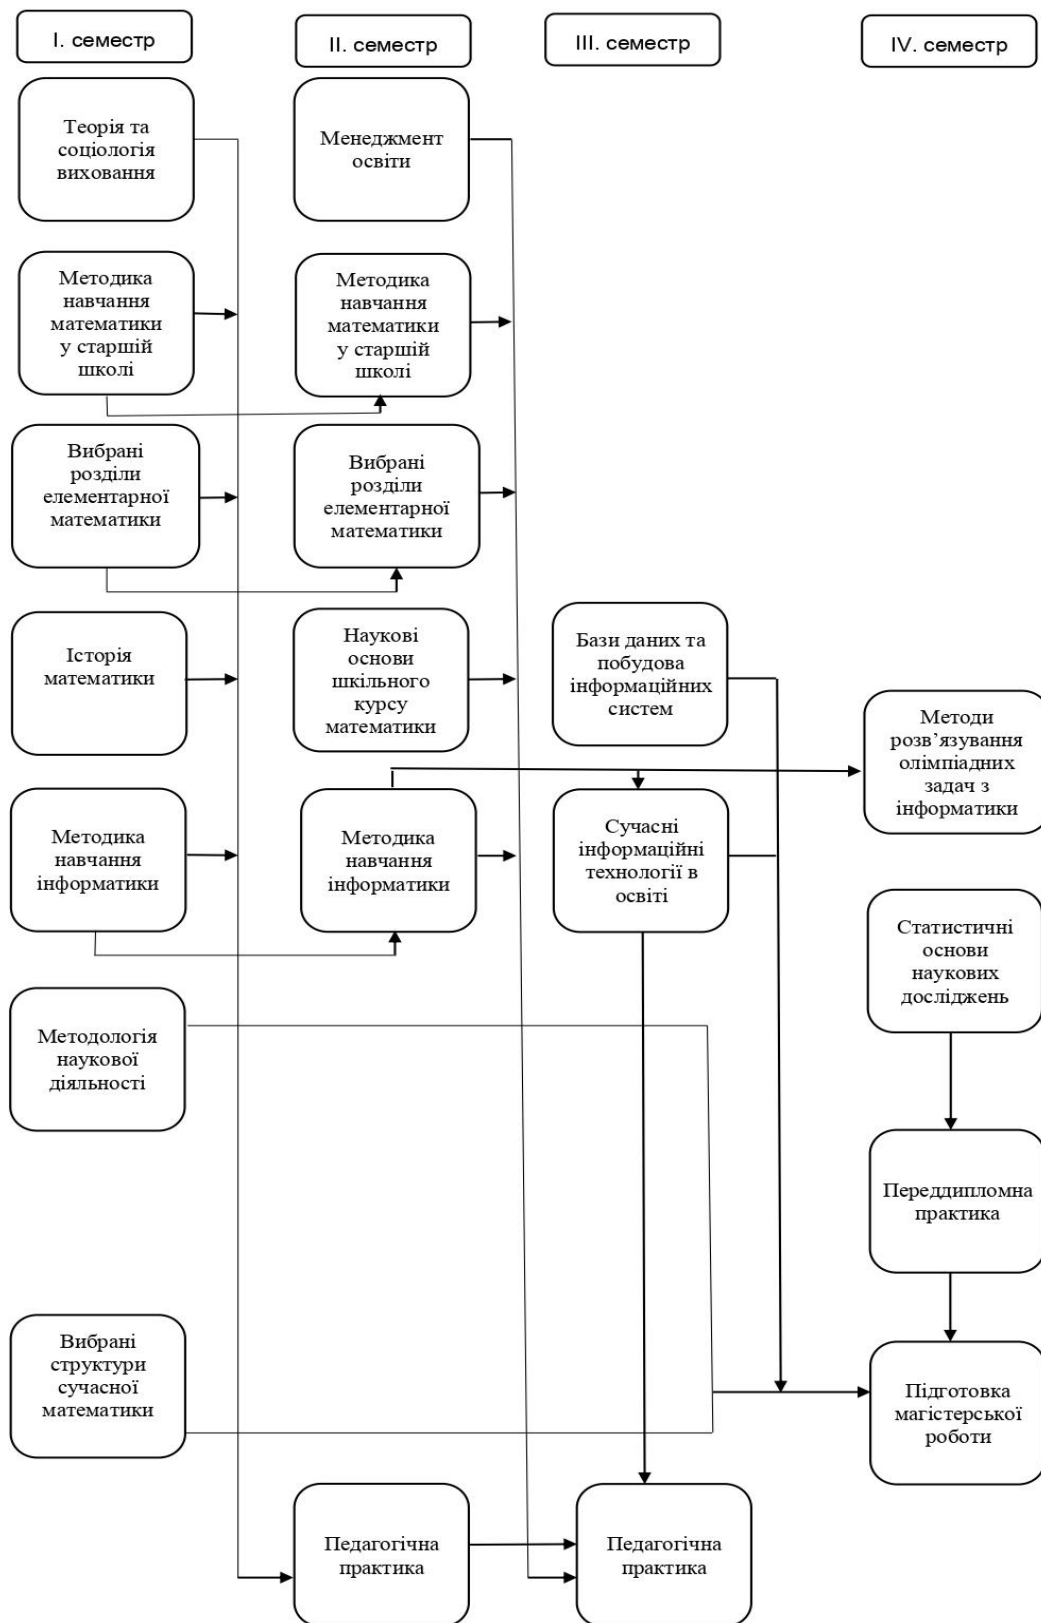 I. семестр
II. семестр
III. семестр
IV. семестр
Теорія та
соціологія
виховання
Менеджмент
освіти
Методика
навчання
математики
у старшій
школі
Методика
навчання
математики
у старшій
школі
Вибрані
розділи
елементарної
математики
Вибрані
розділи
елементарної
математики
Історія
математики
Наукові
основи
шкільного
курсу
математики
Бази даних та
побудова
інформаційних
систем
Методи
розв’язування
олімпіадних
задач з
інформатики
Методика
навчання
інформатики
Методика
навчання
інформатики
Сучасні
інформаційні
технології в
освіті
Статистичні
основи
наукових
досліджень
Методологія
наукової
діяльності
Переддипломна
практика
Вибрані
структури
сучасної
математики
Підготовка
магістерської
роботи
Педагогічна
практика
Педагогічна
практика